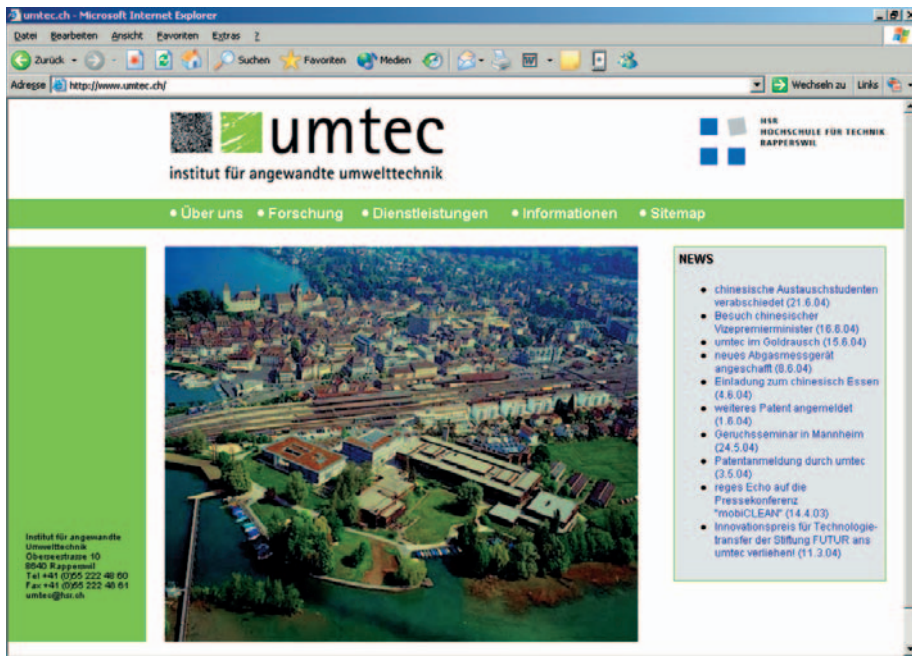 umtec.ch - Microsoft Internet Explorer
Datei Bearbeiten Ansicht Favoriten Extras ?
Zurück Suchen Favoriten Medien
Adresse http://www.umtec.ch/ Wechseln zu Links
umtec
institut für angewandte umwelttechnik
HSR
HOCHSCHULE FÜR TECHNIK
RAPPERSWIL
• Über uns • Forschung • Dienstleistungen • Informationen • Sitemap
NEWS
• chinesische Austauschstudenten
verabschiedet (21.6.04)
• Besuch chinesischer
Vizepremierminister (16.6.04)
• umtec im Goldrausch (15.6.04)
• neues Abgasmessgerät
angeschafft (8.6.04)
• Einladung zum chinesisch Essen
(4.6.04)
• weiteres Patent angemeldet
(1.6.04)
• Geruchsseminar in Mannheim
(24.5.04)
• Patentanmeldung durch umtec
(3.5.04)
• reges Echo auf die
Pressekonferenz
"mobiCLEAN" (14.4.03)
• Innovationspreis für Technologie-
transfer der Stiftung FUTUR ans
umtec verliehen! (11.3.04)
Institut für angewandte
Umwelttechnik
Oberseestrasse 10
8640 Rapperswil
Tel +41 (0)55 222 48 60
Fax +41 (0)55 222 48 61
umtec@hsr.ch